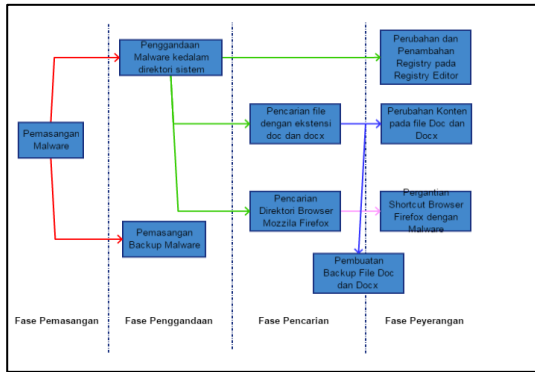 Penggandaan
Malware kedalam
direktori sistem
Perubahan dan
Penambahan
Registry pada
Registry Editor
Pemasangan
Malware
Pencarian file
dengan ekstensi
doc dan docx
Perubahan Konten
pada file Doc dan
Docx
Pemasangan
Backup Malware
Pencarian
Direktori Browser
Mozzila Firefox
Pergantian
Shortcut Browser
Firefox dengan
Malware
Pembuatan
Backup File Doc
dan Docx
Fase Pemasangan
Fase Penggandaan
Fase Pencarian
Fase Peyerangan